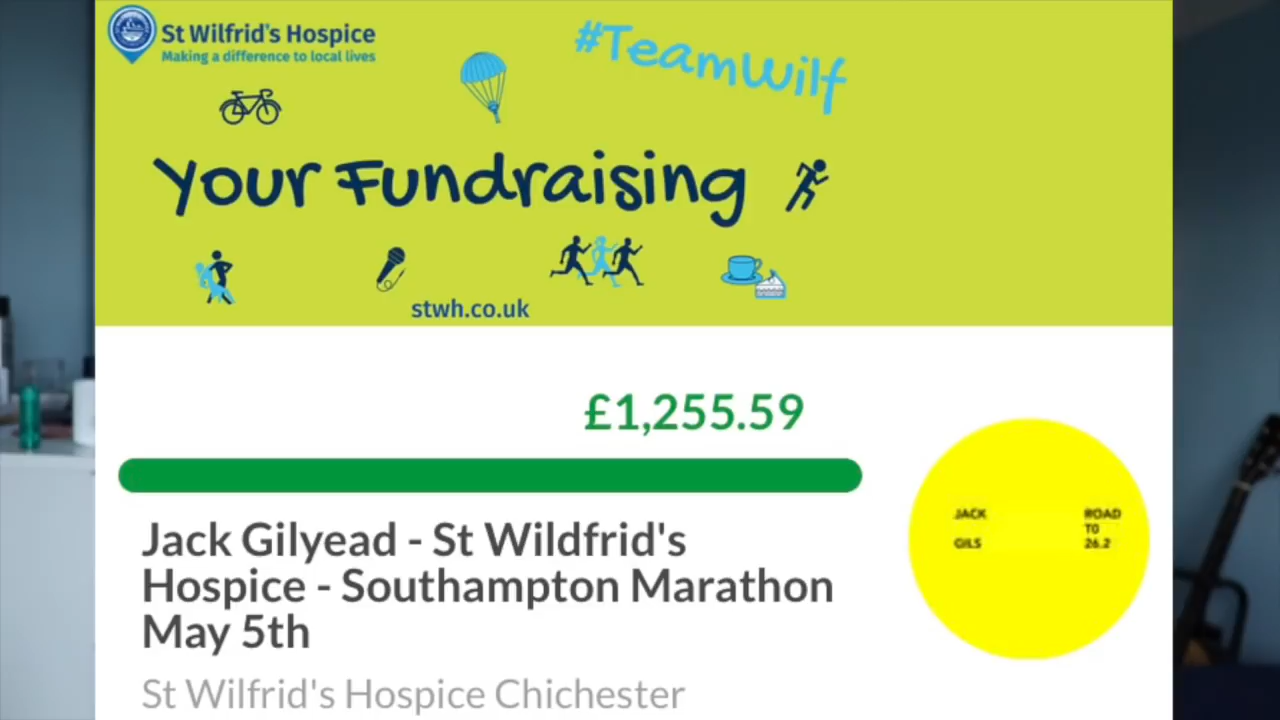 St Wilfrid's Hospice
Making a difference to local lives
#TeamWilf
Your Fundraising
stwh.co.uk
£1,255.59
JACK
GILS
ROAD
TO
26.2
Jack Gilyead - St Wildfrid's
Hospice - Southampton Marathon
May 5th
St Wilfrid's Hospice Chichester